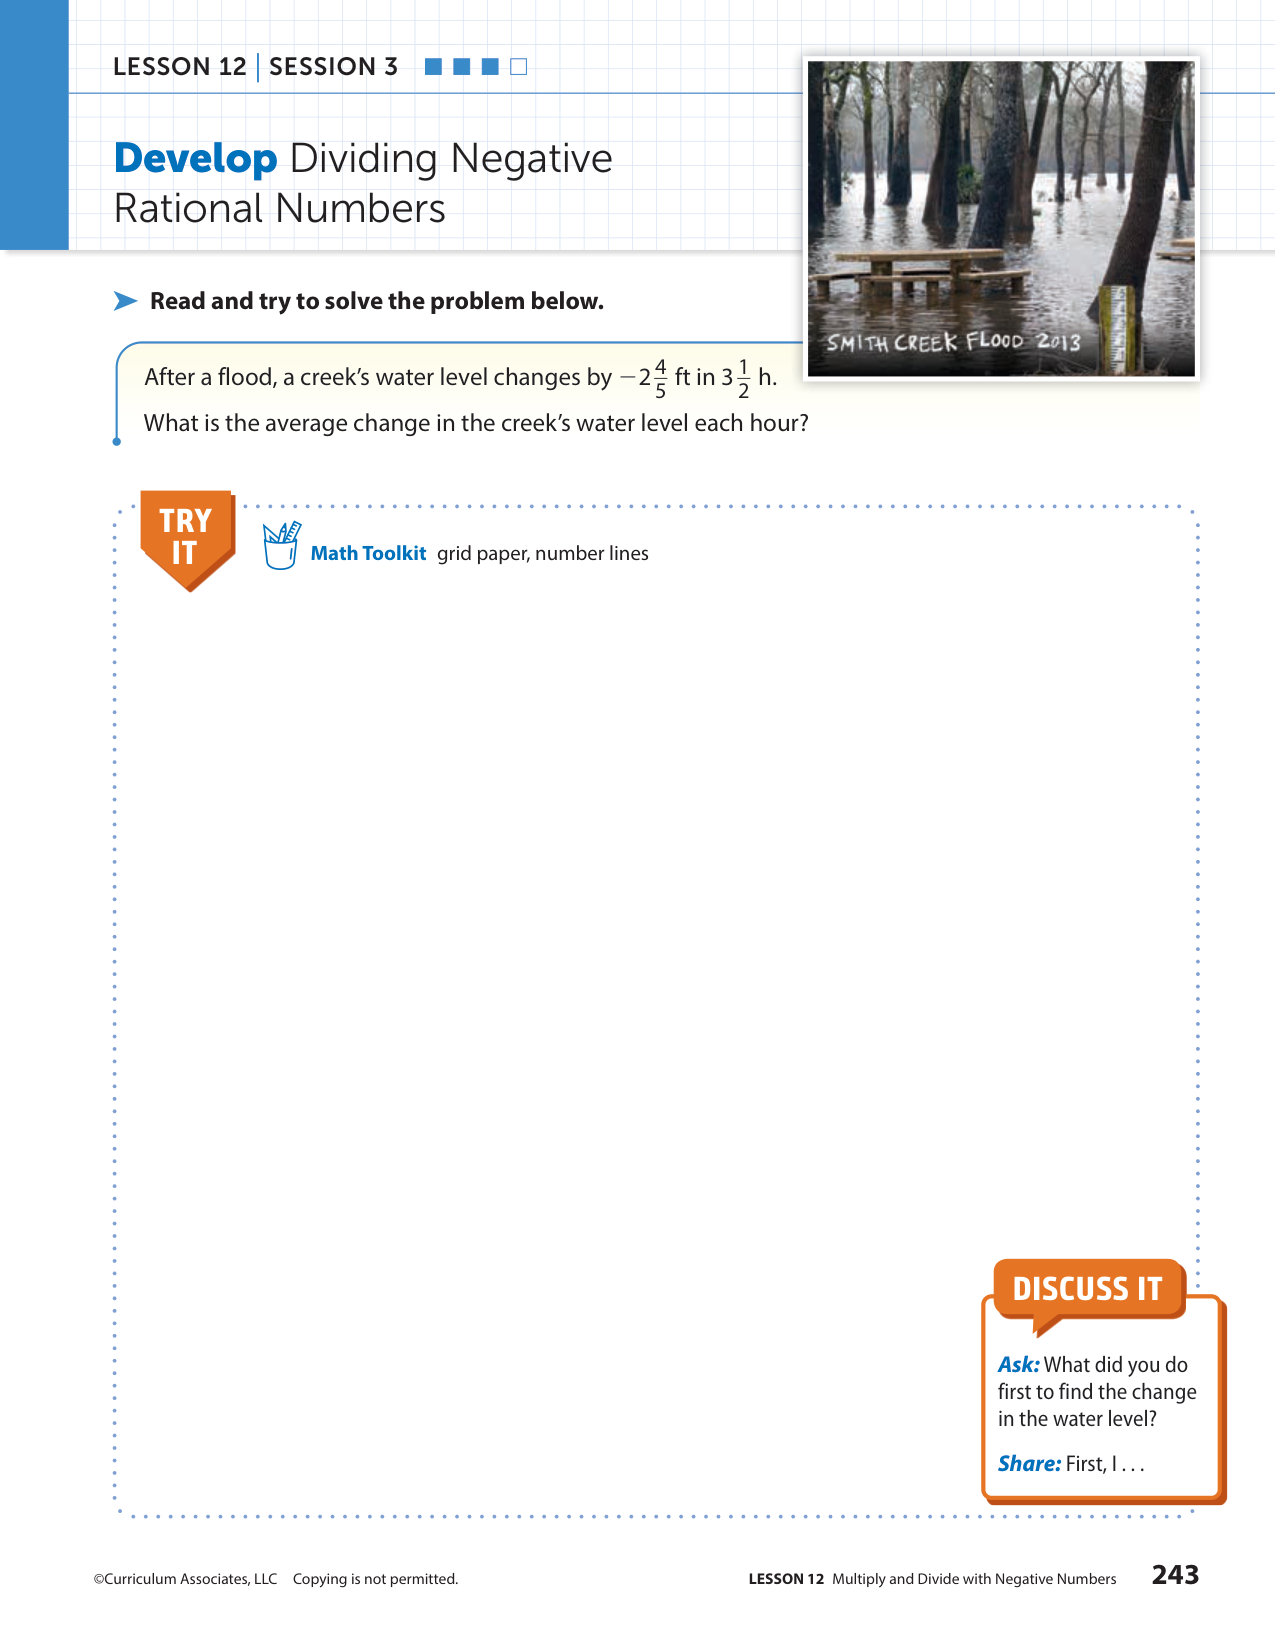 LESSON 12 | SESSION 3
Develop Dividing Negative
Rational Numbers
SMITH CREEK FLOOD 2013
Read and try to solve the problem below.
After a flood, a creek’s water level changes by −2 4/5 ft in 3 1/2 h.
What is the average change in the creek’s water level each hour?
TRY
IT
Math Toolkit grid paper, number lines
DISCUSS IT
Ask: What did you do
first to find the change
in the water level?
Share: First, I . . .
©Curriculum Associates, LLC Copying is not permitted.
LESSON 12 Multiply and Divide with Negative Numbers 243